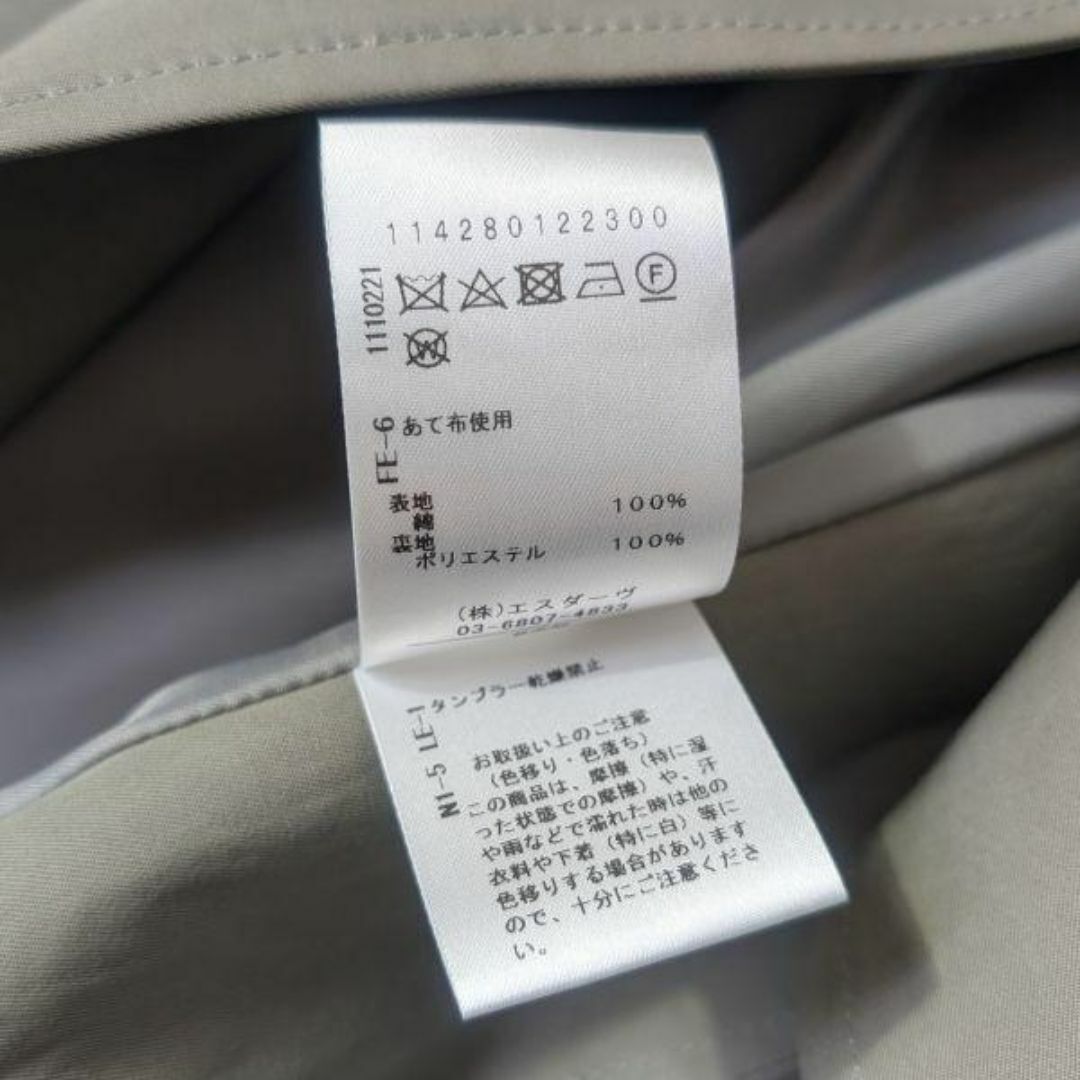 114280122300
1110221
F
W
FE-6
あて布使用
表地
綿 100%
裏地
ポリエステル 100%
(株)エスダーヴ
03-6807-4833
LE-1
タンブラー乾燥禁止
N1-5
お取扱い上のご注意
(色移り・色落ち)
この商品は、摩擦(特に湿
った状態での摩擦)や、汗
や雨などで濡れた時は他の
衣料や下着(特に白)等に
色移りする場合があります
ので、十分にご注意くださ
い。